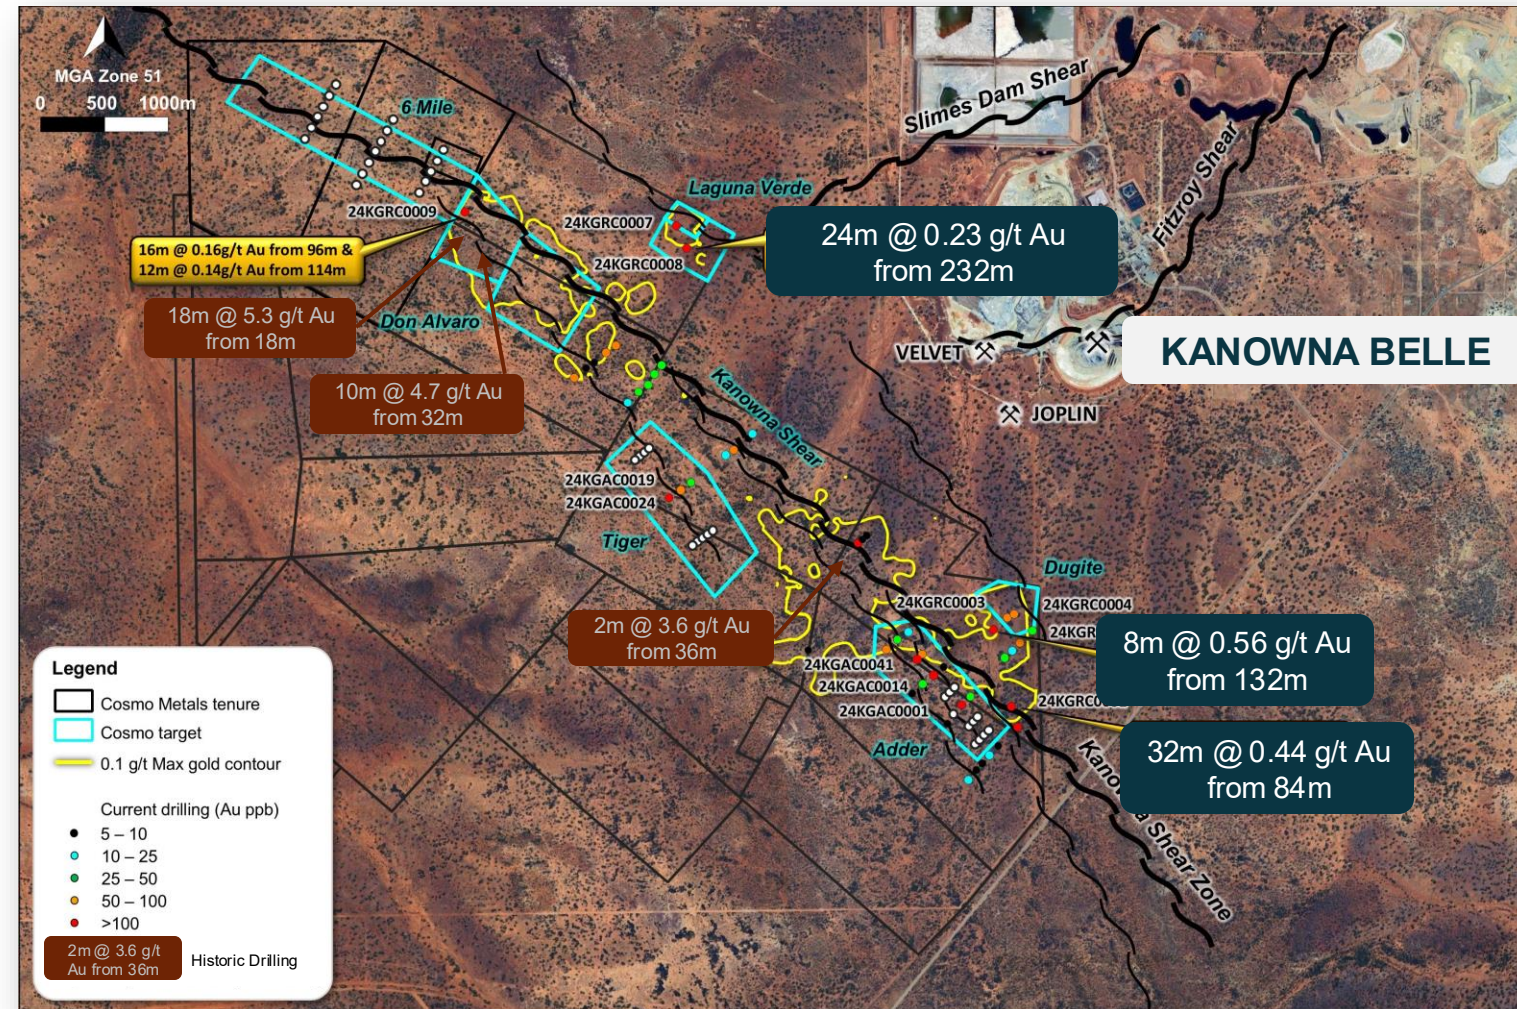 MGA Zone 51
0 500 1000m
6 Mile
Slimes Dam Shear
Fitzroy Shear
Laguna Verde
24KGRC0009
24KGRC0007
24KGRC0008
16m @ 0.16g/t Au from 96m &
12m @ 0.14g/t Au from 114m
24m @ 0.23 g/t Au
from 232m
18m @ 5.3 g/t Au
from 18m
Don Alvaro
VELVET
KANOWNA BELLE
10m @ 4.7 g/t Au
from 32m
Kanowna Shear
JOPLIN
24KGAC0019
24KGAC0024
Tiger
Dugite
24KGRC0003
24KGRC0004
24KGR
2m @ 3.6 g/t Au
from 36m
8m @ 0.56 g/t Au
from 132m
24KGAC0041
24KGAC0014
24KGAC0001
Adder
32m @ 0.44 g/t Au
from 84m
Shear Zone
Legend
Cosmo Metals tenure
Cosmo target
0.1 g/t Max gold contour
Current drilling (Au ppb)
5 – 10
10 – 25
25 – 50
50 – 100
>100
2m @ 3.6 g/t
Au from 36m
Historic Drilling